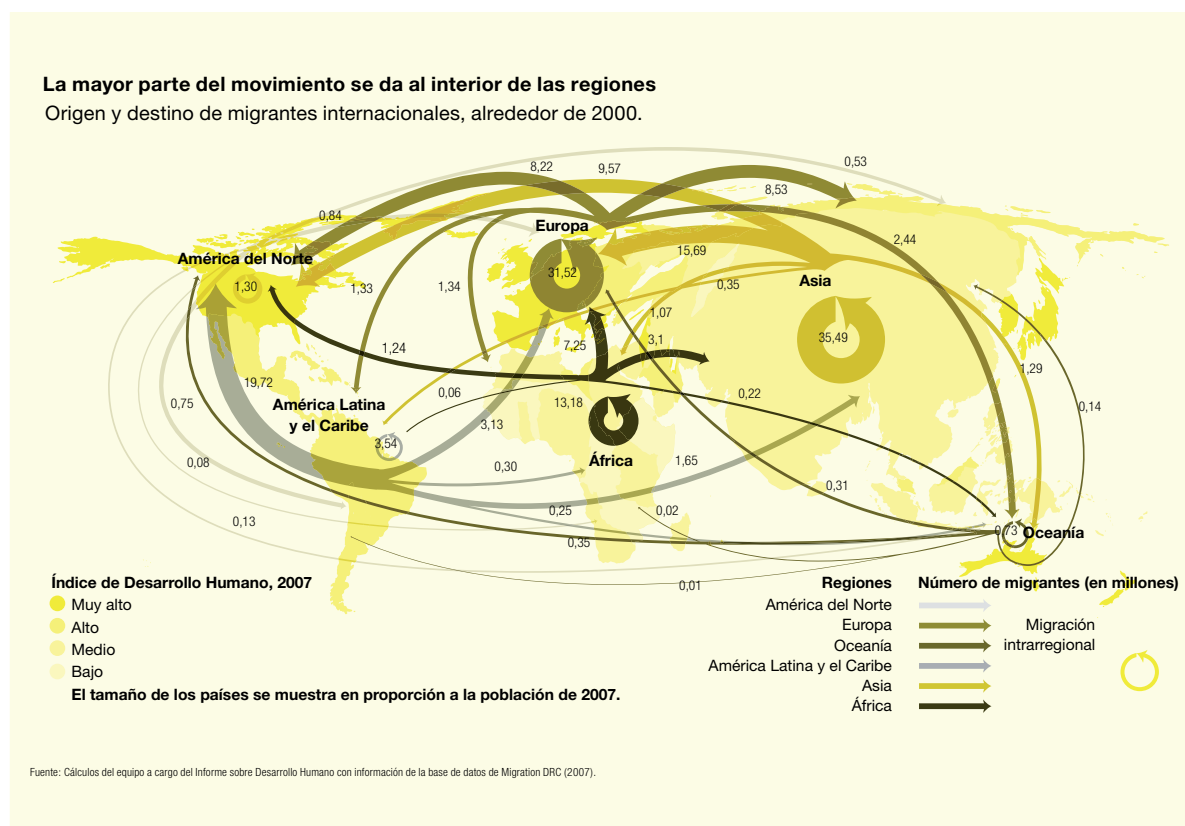 La mayor parte del movimiento se da al interior de las regiones
Origen y destino de migrantes internacionales, alrededor de 2000.
0,53
8,22
9,57
8,53
0,84
Europa
2,44
15,69
América del Norte
31,52
Asia
1,30
1,33
1,34
0,35
1,07
35,49
7,25
3,1
1,24
1,29
19,72
0,06
0,22
0,75
América Latina
y el Caribe
13,18
0,14
3,13
3,54
0,08
0,30
África
1,65
0,31
0,25
0,02
0,13
0,35
0,73
Oceanía
0,01
Índice de Desarrollo Humano, 2007
Muy alto
Alto
Medio
Bajo
El tamaño de los países se muestra en proporción a la población de 2007.
Regiones
Número de migrantes (en millones)
América del Norte
Europa
Oceanía
América Latina y el Caribe
Asia
África
Migración
intrarregional
Fuente: Cálculos del equipo a cargo del Informe sobre Desarrollo Humano con información de la base de datos de Migration DRC (2007).